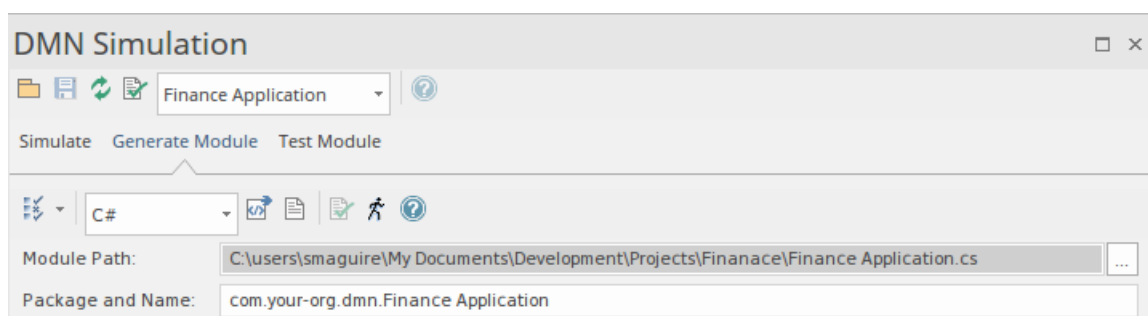 DMN Simulation
Finance Application
Simulate Generate Module Test Module
C#
Module Path: C:\users\smaguire\My Documents\Development\Projects\Finanace\Finance Application.cs ...
Package and Name: com.your-org.dmn.Finance Application